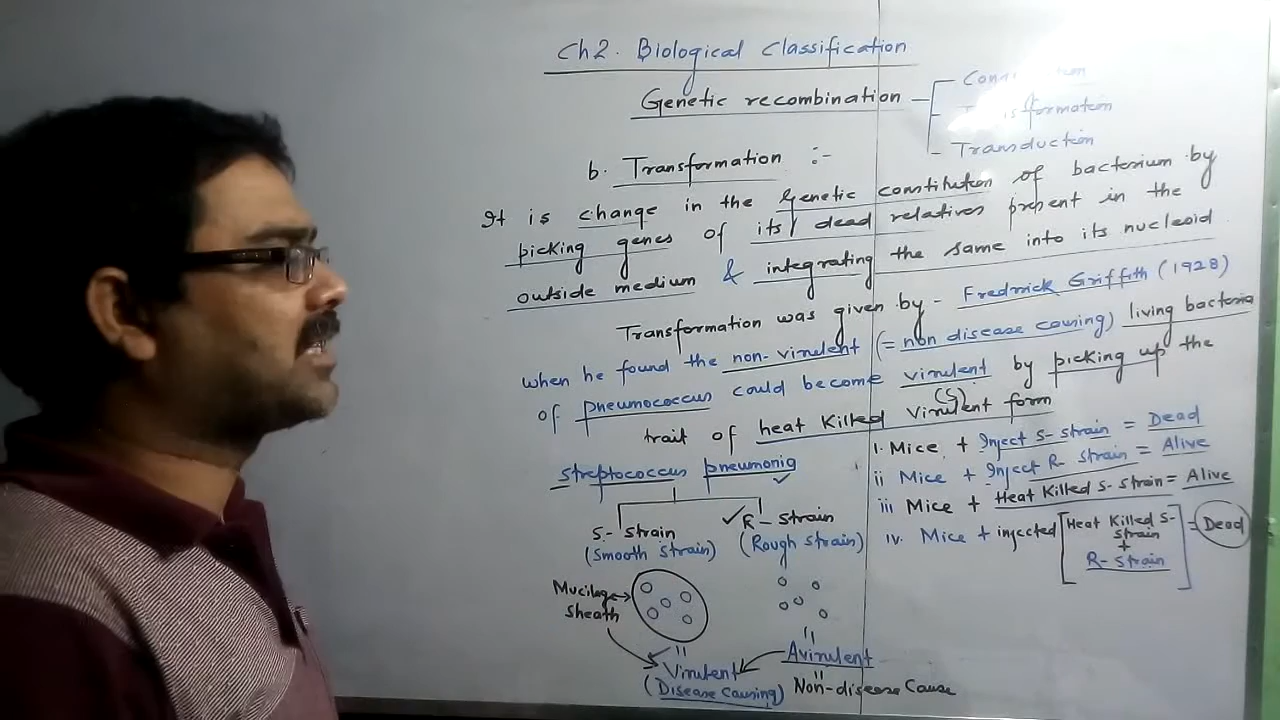 Ch2. Biological Classification
Genetic recombination
Transformation
Transduction
b. Transformation :-
It is change in the Genetic constitution of bacterium by
picking genes of its dead relatives present in the
outside medium & integrating the same into its nucleoid
Transformation was given by - Fredrick Griffith (1928)
when he found the non-virulent (= non disease causing) living bacteria
of pneumococcus could become virulent by picking up the
trait of heat Killed virulent (S) form
Streptococcus pneumonig
S- Strain
(Smooth strain)
R- Strain
(Rough strain)
Mucilage
Sheath
Virulent
(Disease causing)
Avirulent
Non-disease Cause
i. Mice + Inject S- strain = Dead
ii Mice + Inject R- strain = Alive
iii Mice + Heat Killed S-strain = Alive
iv. Mice + injected [Heat Killed S-
strain
+
R- strain] = Dead